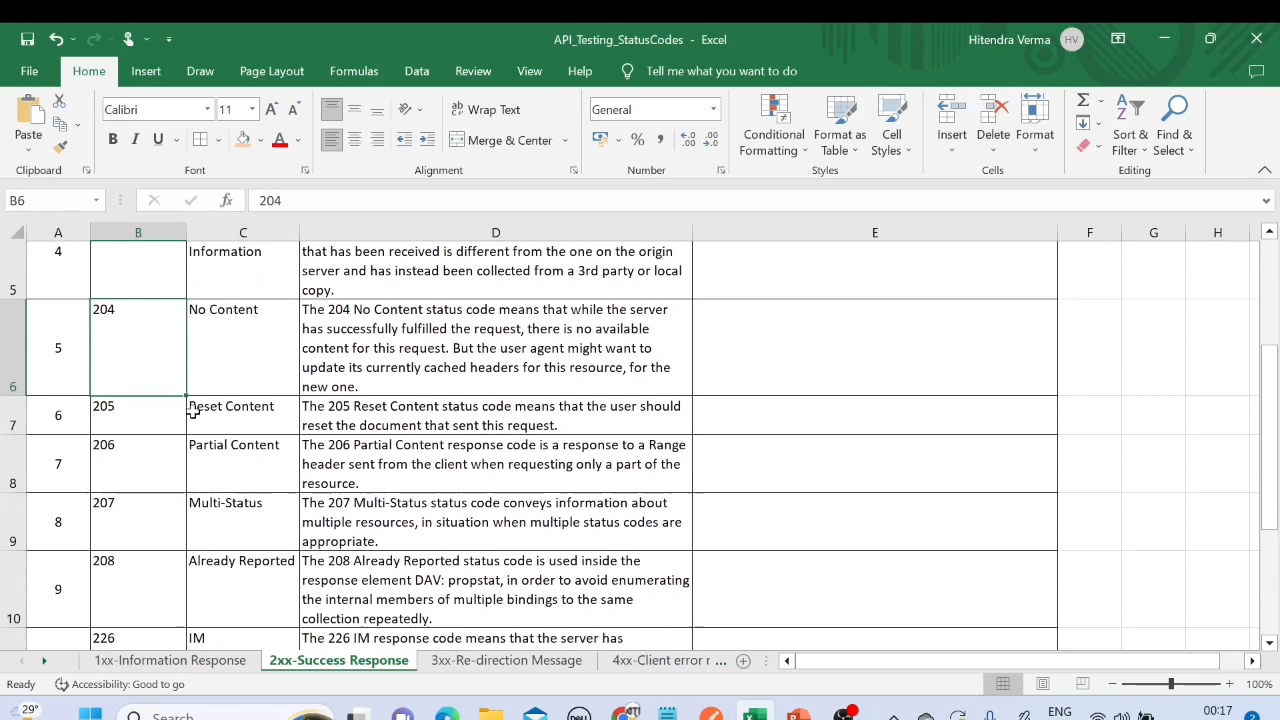 API_Testing_StatusCodes - Excel
Hitendra Verma HV
File Home Insert Draw Page Layout Formulas Data Review View Help Tell me what you want to do
Paste
Clipboard
Calibri 11 A A
B I U A
Font
Wrap Text
Merge & Center
Alignment
General
% ,
Number
Conditional Formatting
Format as Table
Cell Styles
Styles
Insert Delete Format
Cells
Sort & Filter
Find & Select
Editing
B6 fx 204
A B C D E F G H
4 Information that has been received is different from the one on the origin
server and has instead been collected from a 3rd party or local
5 copy.
204 No Content The 204 No Content status code means that while the server
has successfully fulfilled the request, there is no available
5 content for this request. But the user agent might want to
update its currently cached headers for this resource, for the
6 new one.
205 Reset Content The 205 Reset Content status code means that the user should
6
7 reset the document that sent this request.
206 Partial Content The 206 Partial Content response code is a response to a Range
7 header sent from the client when requesting only a part of the
8 resource.
207 Multi-Status The 207 Multi-Status status code conveys information about
8 multiple resources, in situation when multiple status codes are
9 appropriate.
208 Already Reported The 208 Already Reported status code is used inside the
response element DAV: propstat, in order to avoid enumerating
9
the internal members of multiple bindings to the same
10 collection repeatedly.
226 IM The 226 IM response code means that the server has
1xx-Information Response 2xx-Success Response 3xx-Re-direction Message 4xx-Client error r ...
Ready Accessibility: Good to go 100%
29° Search DELL ENG 00:17 2